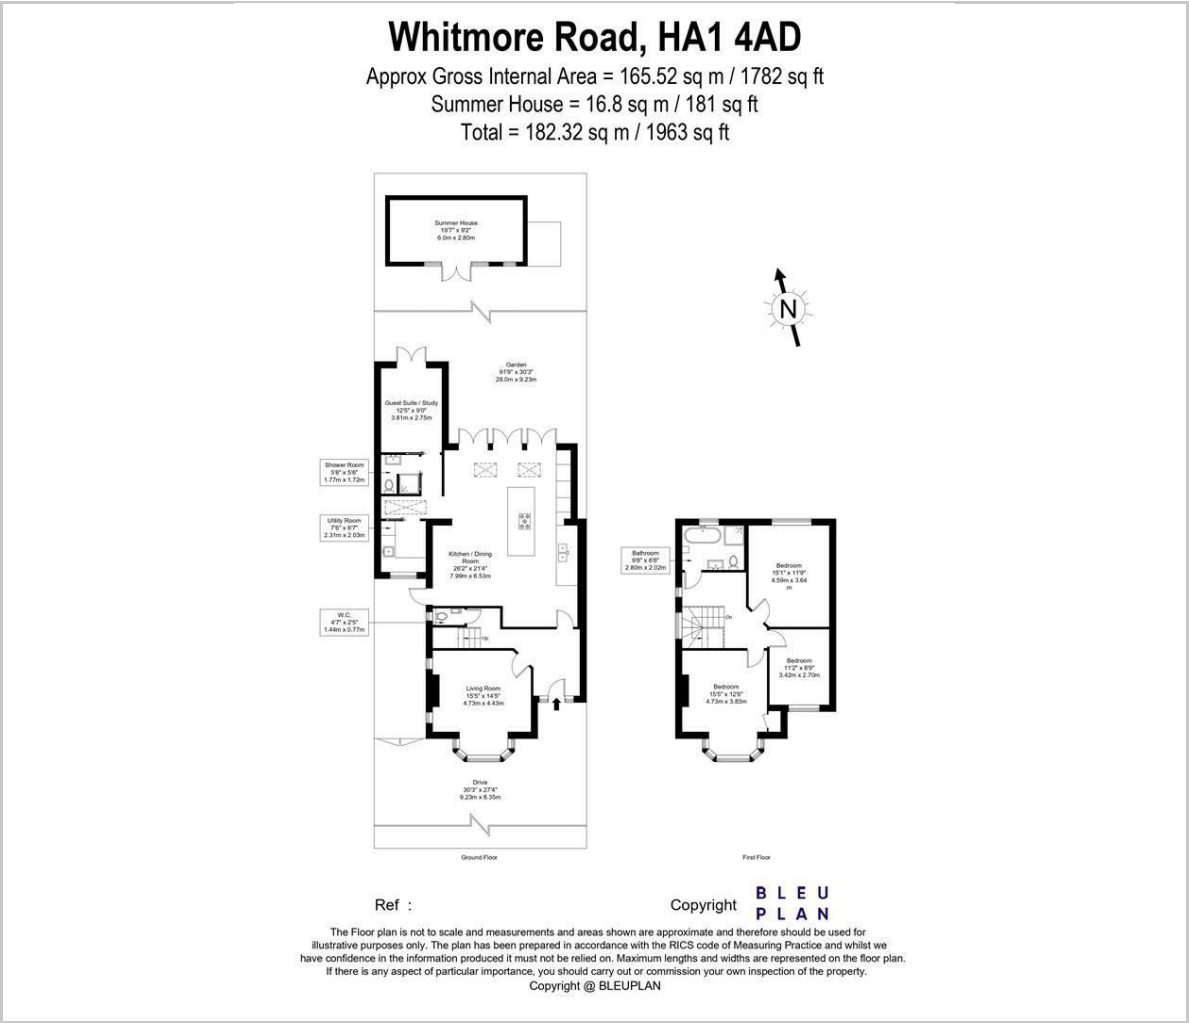 Whitmore Road, HA1 4AD
Approx Gross Internal Area = 165.52 sq m / 1782 sq ft
Summer House = 16.8 sq m / 181 sq ft
Total = 182.32 sq m / 1963 sq ft
Summer House
19'7" x 9'2"
6.0m x 2.80m
N
Garden
91'9" x 30'3"
28.0m x 9.23m
Guest Suite / Study
12'5" x 9'0"
3.81m x 2.75m
Shower Room
5'8" x 5'6"
1.77m x 1.72m
Utility Room
7'6" x 6'7"
2.31m x 2.03m
Kitchen / Dining
Room
26'2" x 21'4"
7.99m x 6.53m
W.C.
4'7" x 2'5"
1.44m x 0.77m
Living Room
15'5" x 14'5"
4.73m x 4.43m
Drive
30'3" x 27'4"
9.23m x 8.35m
Ground Floor
Bathroom
9'8" x 6'6"
2.80m x 2.02m
Bedroom
15'1" x 11'9"
4.59m x 3.64
m
DN
Bedroom
11'2" x 8'9"
3.42m x 2.70m
Bedroom
15'5" x 12'6"
4.73m x 3.83m
First Floor
Ref :
Copyright
BLEU
PLAN
The Floor plan is not to scale and measurements and areas shown are approximate and therefore should be used for
illustrative purposes only. The plan has been prepared in accordance with the RICS code of Measuring Practice and whilst we
have confidence in the information produced it must not be relied on. Maximum lengths and widths are represented on the floor plan.
If there is any aspect of particular importance, you should carry out or commission your own inspection of the property.
Copyright @ BLEUPLAN